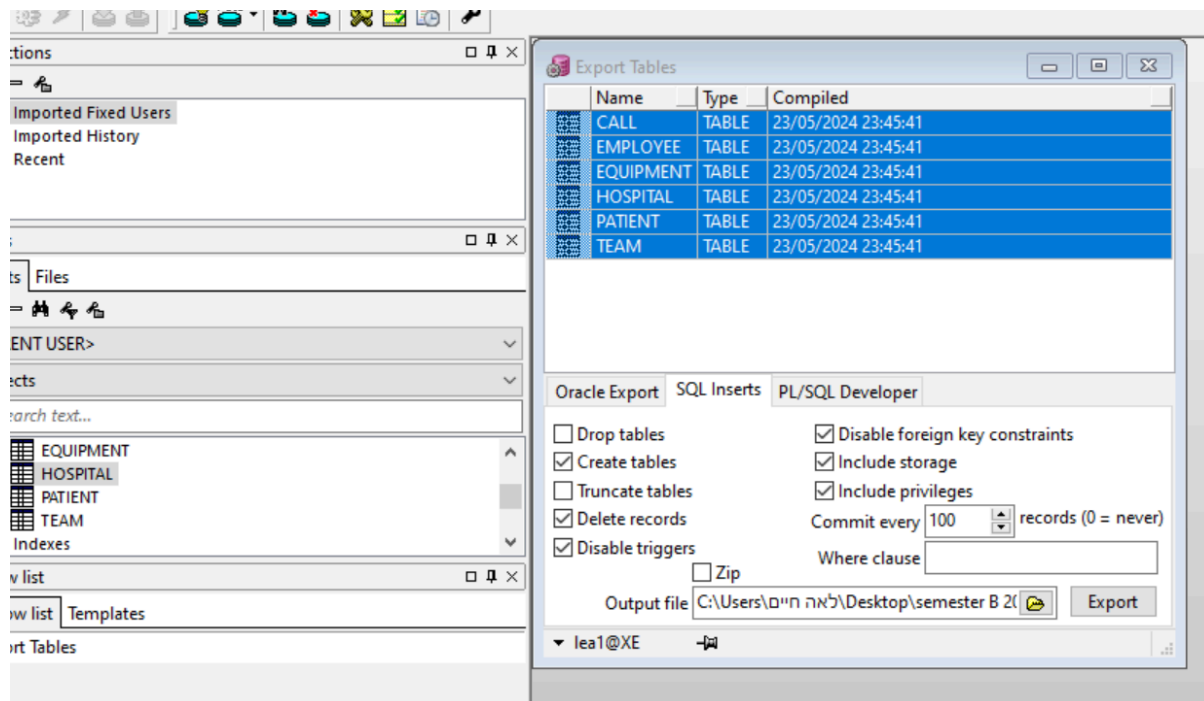 ctions
Imported Fixed Users
Imported History
Recent
ts Files
ENT USER>
ects
earch text...
EQUIPMENT
HOSPITAL
PATIENT
TEAM
Indexes
w list
ow list Templates
ort Tables
Export Tables
Name Type Compiled
CALL TABLE 23/05/2024 23:45:41
EMPLOYEE TABLE 23/05/2024 23:45:41
EQUIPMENT TABLE 23/05/2024 23:45:41
HOSPITAL TABLE 23/05/2024 23:45:41
PATIENT TABLE 23/05/2024 23:45:41
TEAM TABLE 23/05/2024 23:45:41
Oracle Export SQL Inserts PL/SQL Developer
Drop tables Disable foreign key constraints
Create tables Include storage
Truncate tables Include privileges
Delete records Commit every 100 records (0 = never)
Disable triggers Where clause
Zip
Output file C:\Users\לאה חיים\Desktop\semester B 2( Export
lea1@XE